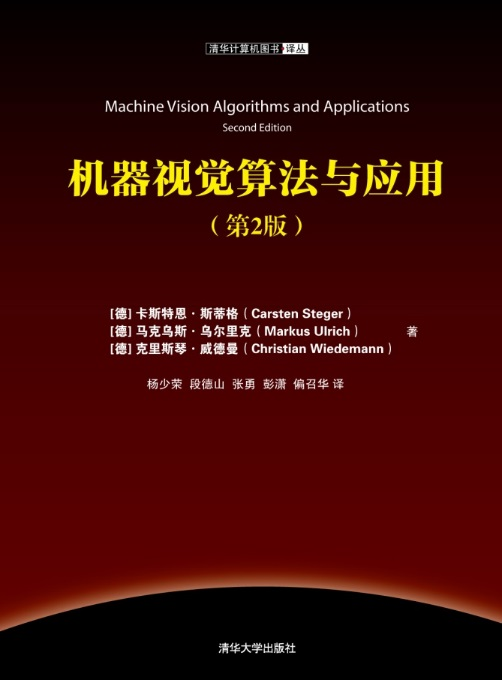 清华计算机图书·译丛
Machine Vision Algorithms and Applications
Second Edition
机器视觉算法与应用
（第2版）
[德] 卡斯特恩·斯蒂格（Carsten Steger）
[德] 马克乌斯·乌尔里克（Markus Ulrich） 著
[德] 克里斯琴·威德曼（Christian Wiedemann）
杨少荣 段德山 张勇 彭潇 偏召华 译
清华大学出版社